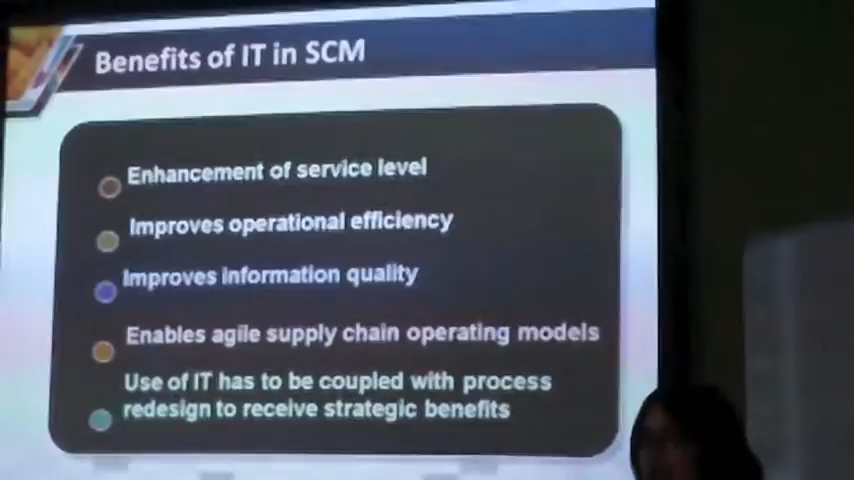 Benefits of IT in SCM
Enhancement of service level
Improves operational efficiency
Improves information quality
Enables agile supply chain operating models
Use of IT has to be coupled with process
redesign to receive strategic benefits